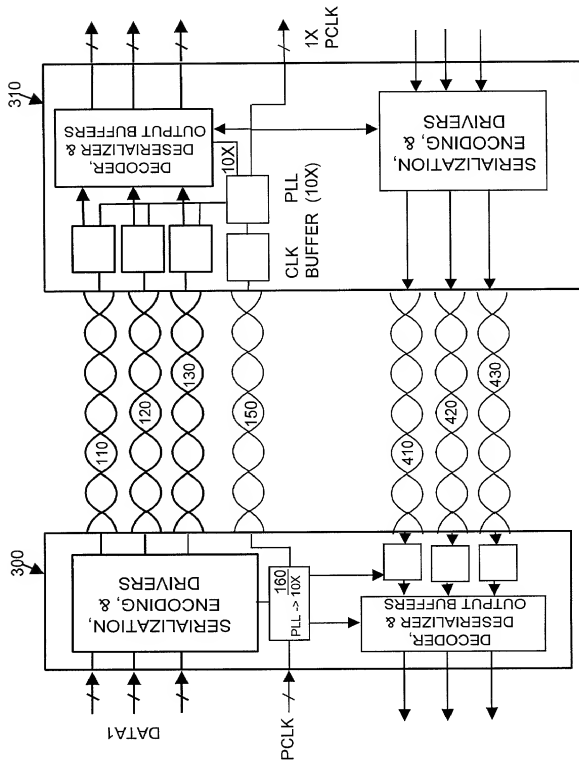 300
310
DATA1
SERIALIZATION,
ENCODING, &
DRIVERS
110
120
130
150
DECODER,
DESERIALIZER &
OUTPUT BUFFERS
10X
PCLK
160
PLL -> 10X
CLK
BUFFER
PLL
(10X)
1X
PCLK
DECODER,
DESERIALIZER &
OUTPUT BUFFERS
410
420
430
SERIALIZATION,
ENCODING, &
DRIVERS